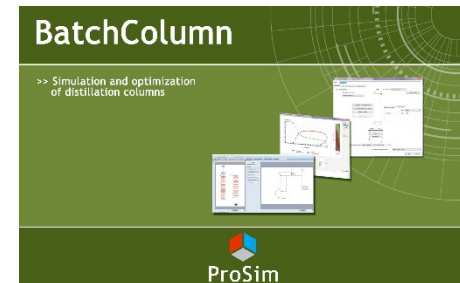 BatchColumn
>> Simulation and optimization
of distillation columns
ProSim